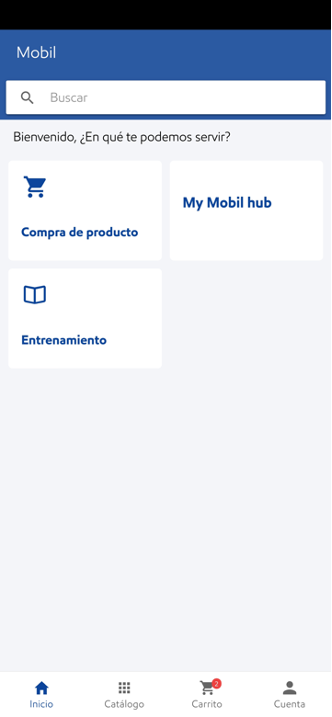 Mobil
Buscar
Bienvenido, ¿En qué te podemos servir?
Compra de producto
My Mobil hub
Entrenamiento
2
Inicio
Catálogo
Carrito
Cuenta